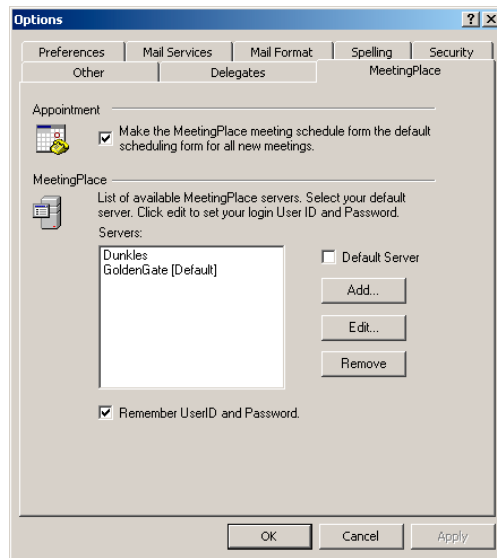 Options
Preferences Mail Services Mail Format Spelling Security
Other Delegates MeetingPlace
Appointment
Make the MeetingPlace meeting schedule form the default
scheduling form for all new meetings.
MeetingPlace
List of available MeetingPlace servers. Select your default
server. Click edit to set your login User ID and Password.
Servers:
Dunkles
GoldenGate [Default]
Default Server
Add...
Edit...
Remove
Remember UserID and Password.
OK Cancel Apply